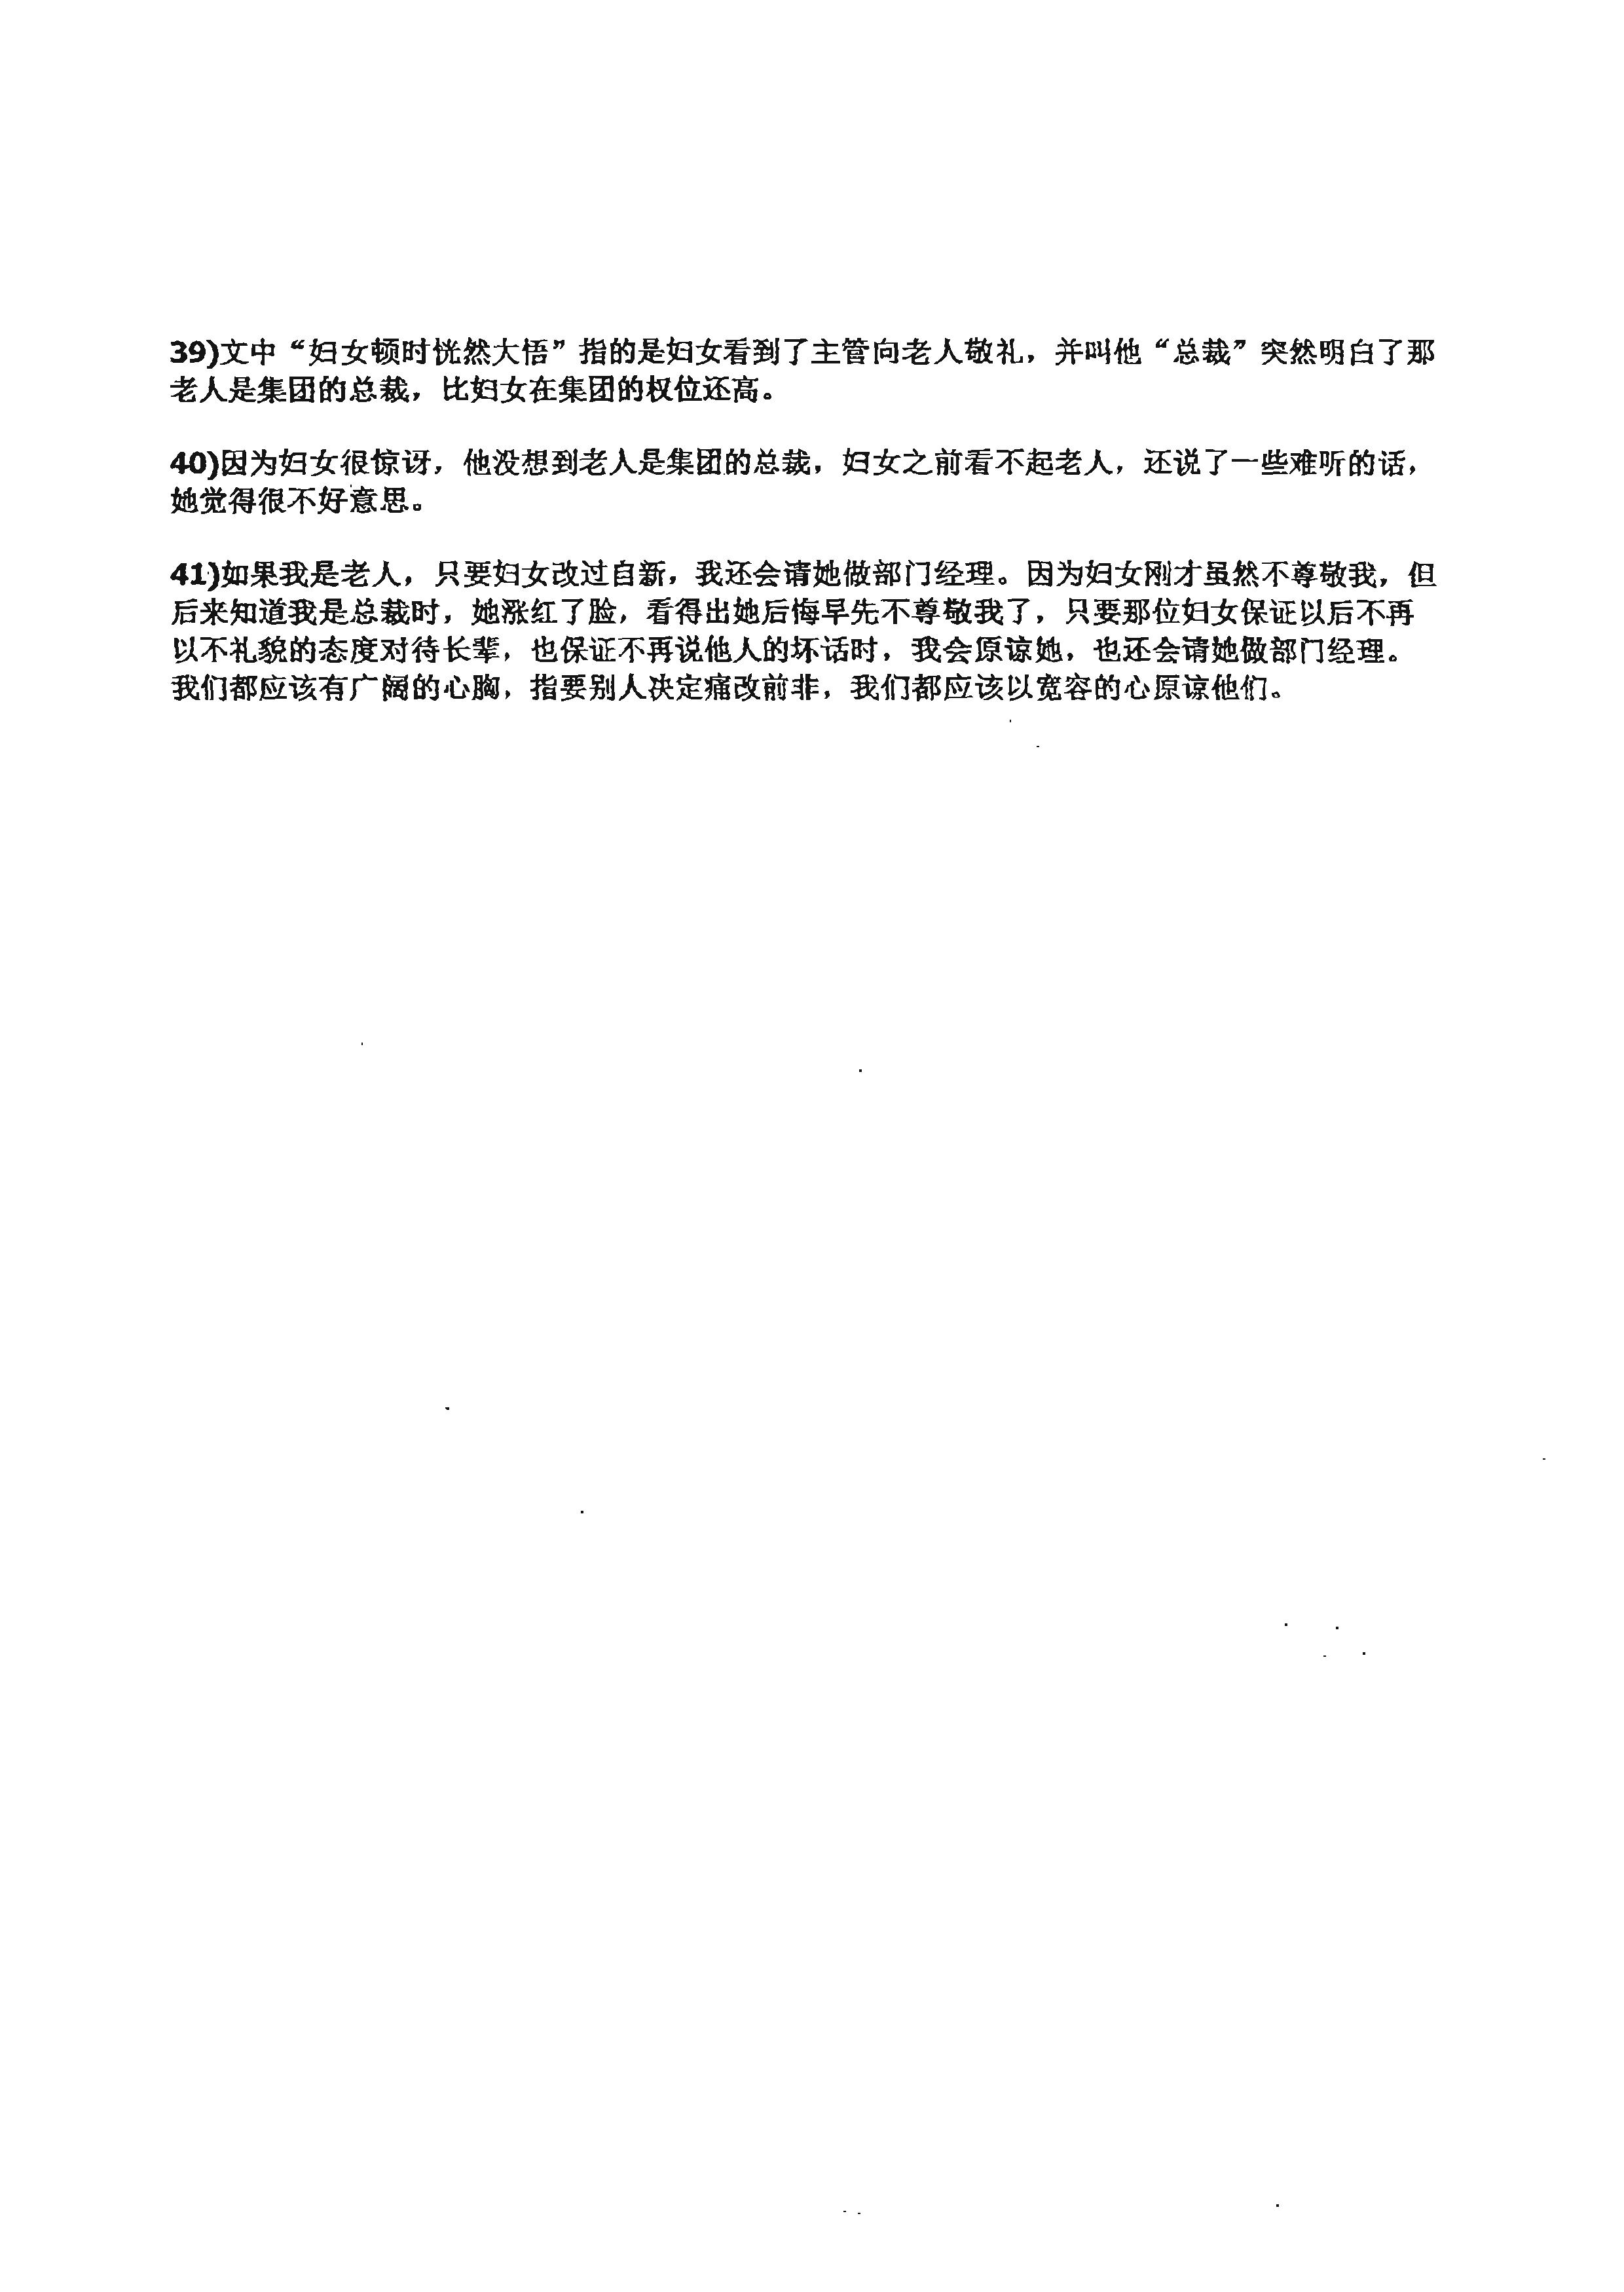 39)文中“妇女顿时恍然大悟”指的是妇女看到了主管向老人敬礼，并叫他“总裁”突然明白了那
老人是集团的总裁，比妇女在集团的权位还高。
40)因为妇女很惊讶，他没想到老人是集团的总裁，妇女之前看不起老人，还说了一些难听的话，
她觉得很不好意思。
41)如果我是老人，只要妇女改过自新，我还会请她做部门经理。因为妇女刚才虽然不尊敬我，但
后来知道我是总裁时，她涨红了脸，看得出她后悔早先不尊敬我了，只要那位妇女保证以后不再
以不礼貌的态度对待长辈，也保证不再说他人的坏话时，我会原谅她，也还会请她做部门经理。
我们都应该有广阔的心胸，指要别人决定痛改前非，我们都应该以宽容的心原谅他们。